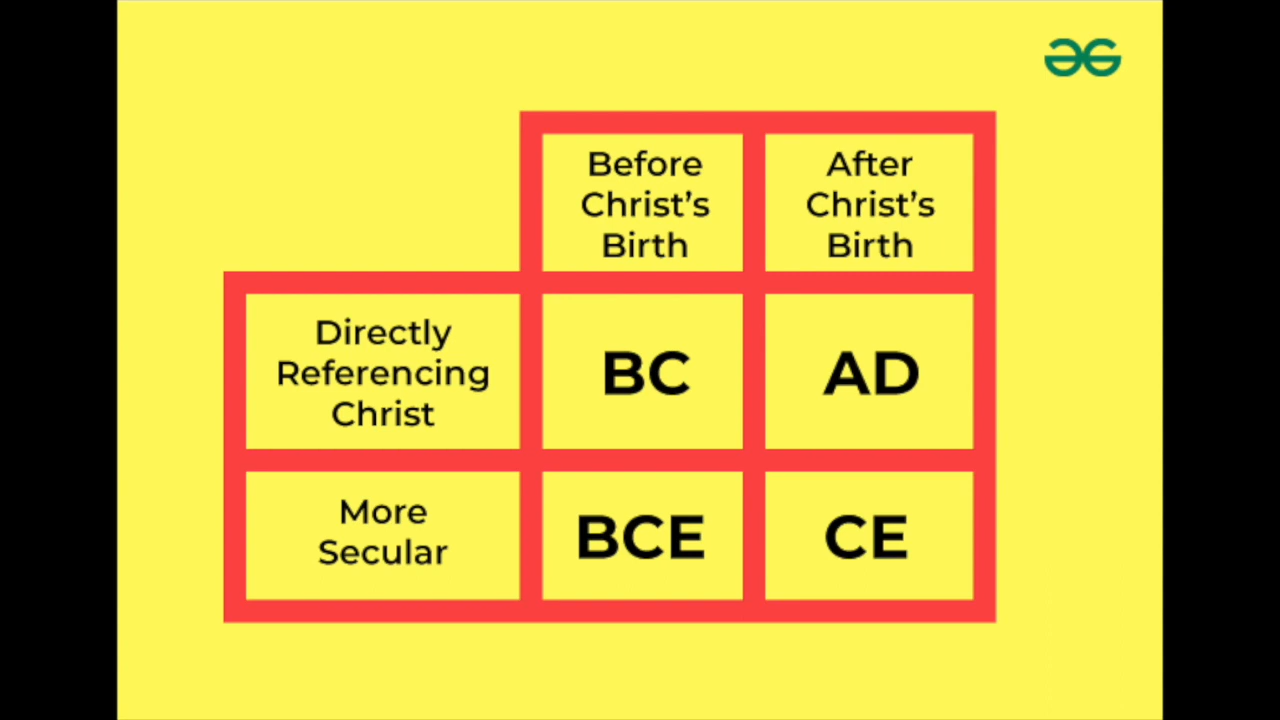 Before
Christ’s
Birth
After
Christ’s
Birth
Directly
Referencing
Christ
BC
AD
More
Secular
BCE
CE